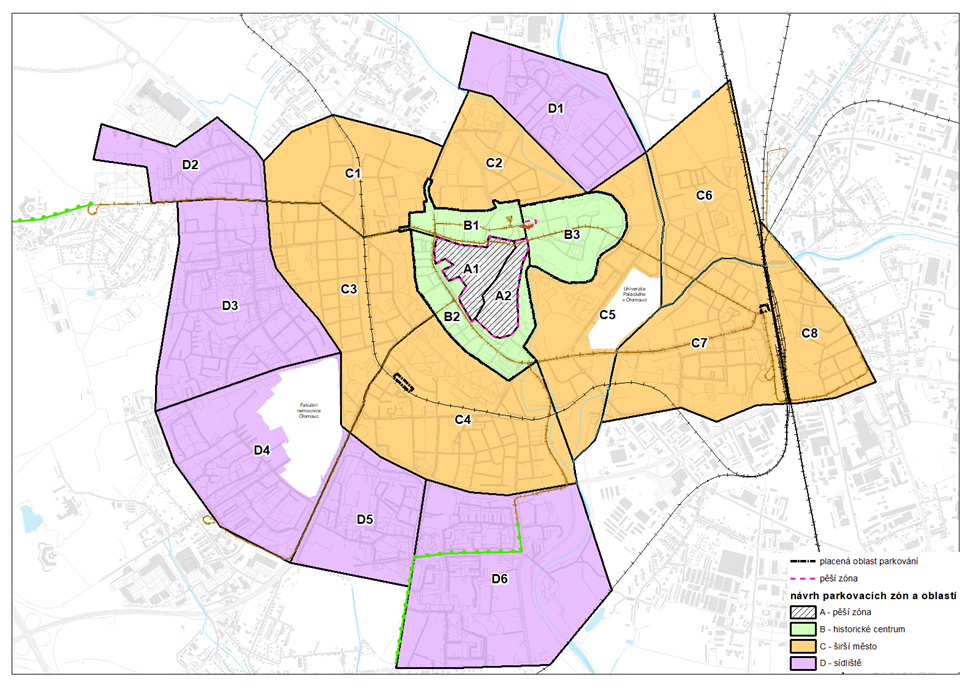 D1
D2
C1
C2
C6
B1
B3
A1
A2
C3
D3
B2
C5
Univerzita
Palackého
v Olomouci
C7
C8
Fakultní
nemocnice
Olomouc
C4
D4
D5
D6
placená oblast parkování
pěší zóna
návrh parkovacích zón a oblastí
A - pěší zóna
B - historické centrum
C - širší město
D - sídliště